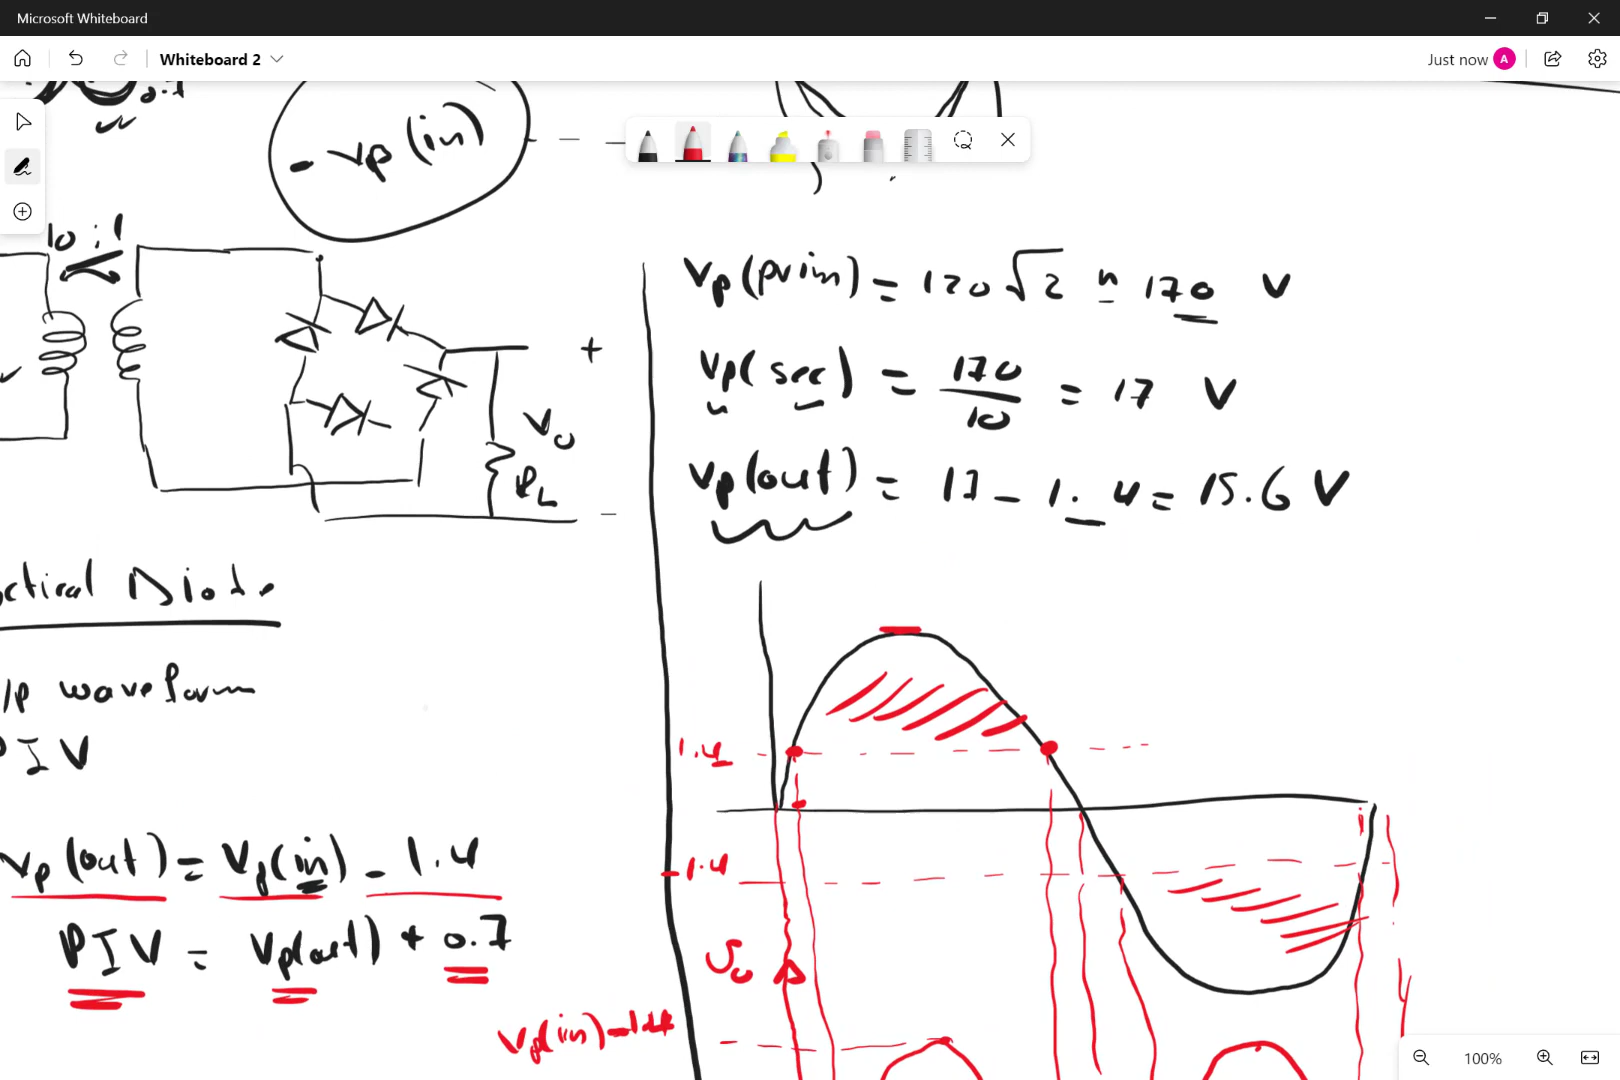 Microsoft Whiteboard
Whiteboard 2
Just now A
- Vp(in)
10:1
Vp(prim) = 120√2 ≈ 170 V
+
Vp(sec) = 170/10 = 17 V
Vo
RL
Vp(out) = 17 - 1.4 = 15.6 V
-
ctical Diode
/p waveform
PIV
1.4
Vp(out) = Vp(in) - 1.4
-1.4
PIV = Vp(out) + 0.7
Vo
Vp(in)-1.4
100%